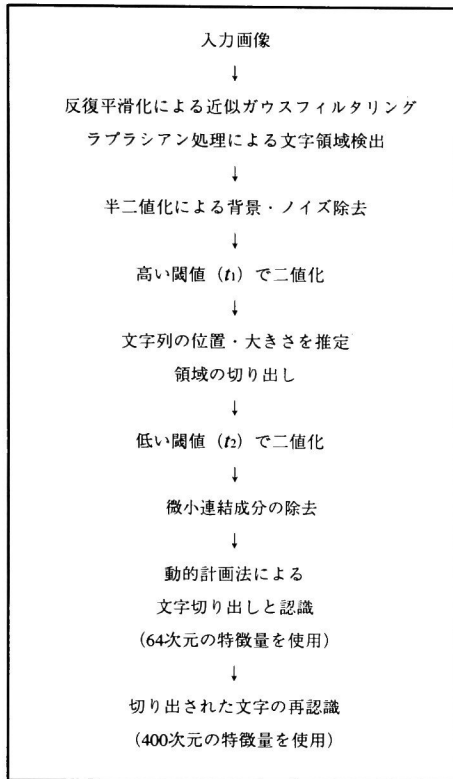 入力画像
↓
反復平滑化による近似ガウスフィルタリング
ラプラシアン処理による文字領域検出
↓
半二値化による背景・ノイズ除去
↓
高い閾値（t1）で二値化
↓
文字列の位置・大きさを推定
領域の切り出し
↓
低い閾値（t2）で二値化
↓
微小連結成分の除去
↓
動的計画法による
文字切り出しと認識
(64次元の特徴量を使用)
↓
切り出された文字の再認識
(400次元の特徴量を使用)